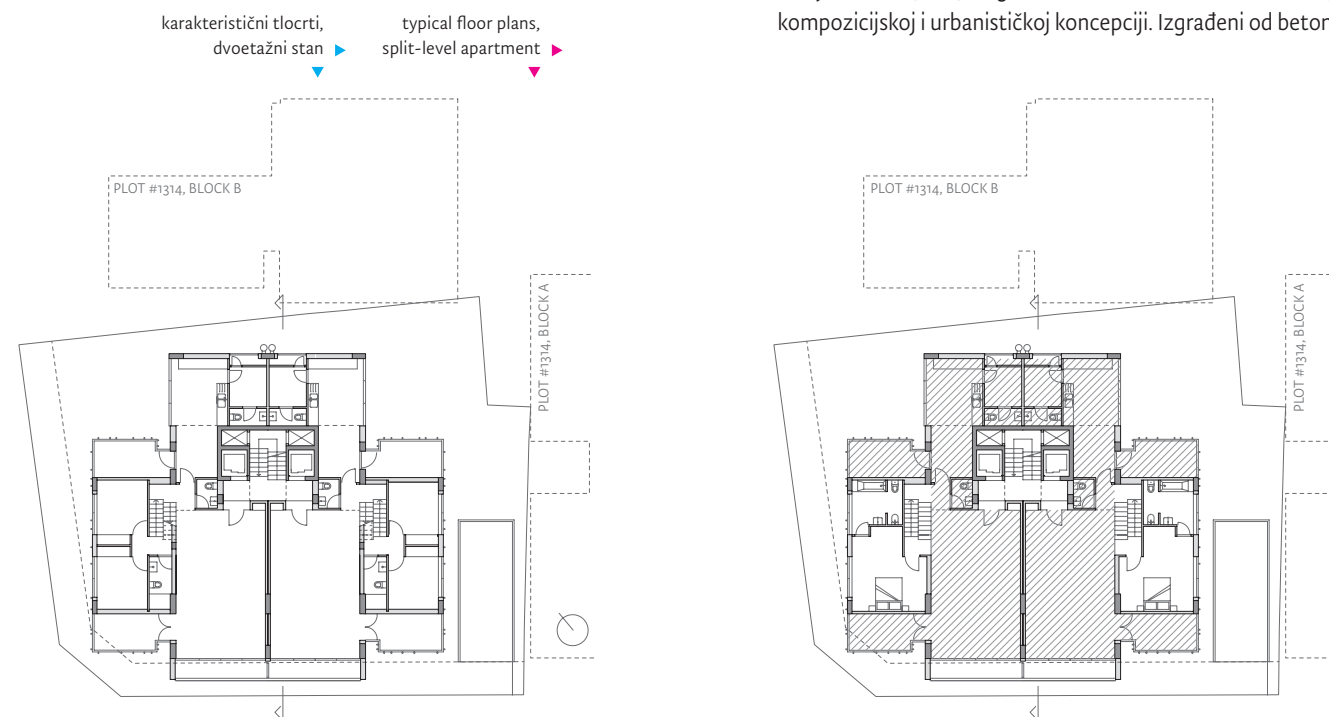 karakteristični tlocrti,
dvoetažni stan
typical floor plans,
split-level apartment
kompozicijskoj i urbanističkoj koncepciji. Izgrađeni od beton
PLOT #1314, BLOCK B
PLOT #1314, BLOCK A
PLOT #1314, BLOCK B
PLOT #1314, BLOCK A